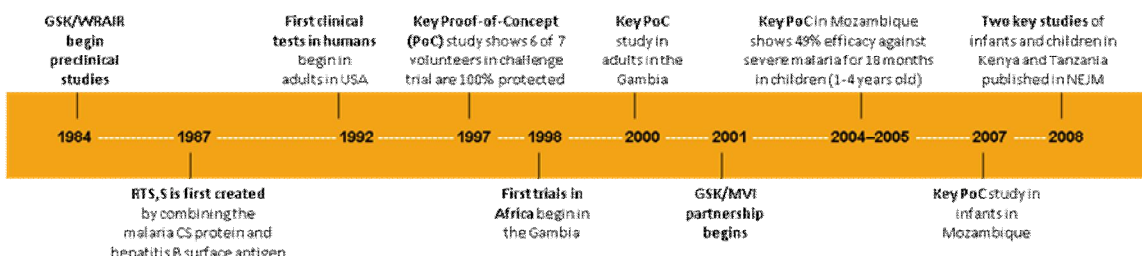 GSK/WRAIR
begin
preclinical
studies
First clinical
tests in humans
begin in
adults in USA
Key Proof-of-Concept
(PoC) study shows 6 of 7
volunteers in challenge
trial are 100% protected
Key PoC
study in
adults in the
Gambia
Key PoC in Mozambique
shows 49% efficacy against
severe malaria for 18 months
in children (1-4 years old)
Two key studies of
infants and children in
Kenya and Tanzania
published in NEJM
1984 1987 1992 1997 1998 2000 2001 2004–2005 2007 2008
RTS,S is first created
by combining the
malaria CS protein and
hepatitis B surface antigen
First trials in
Africa begin in
the Gambia
GSK/MVI
partnership
begins
Key PoC study in
infants in
Mozambique